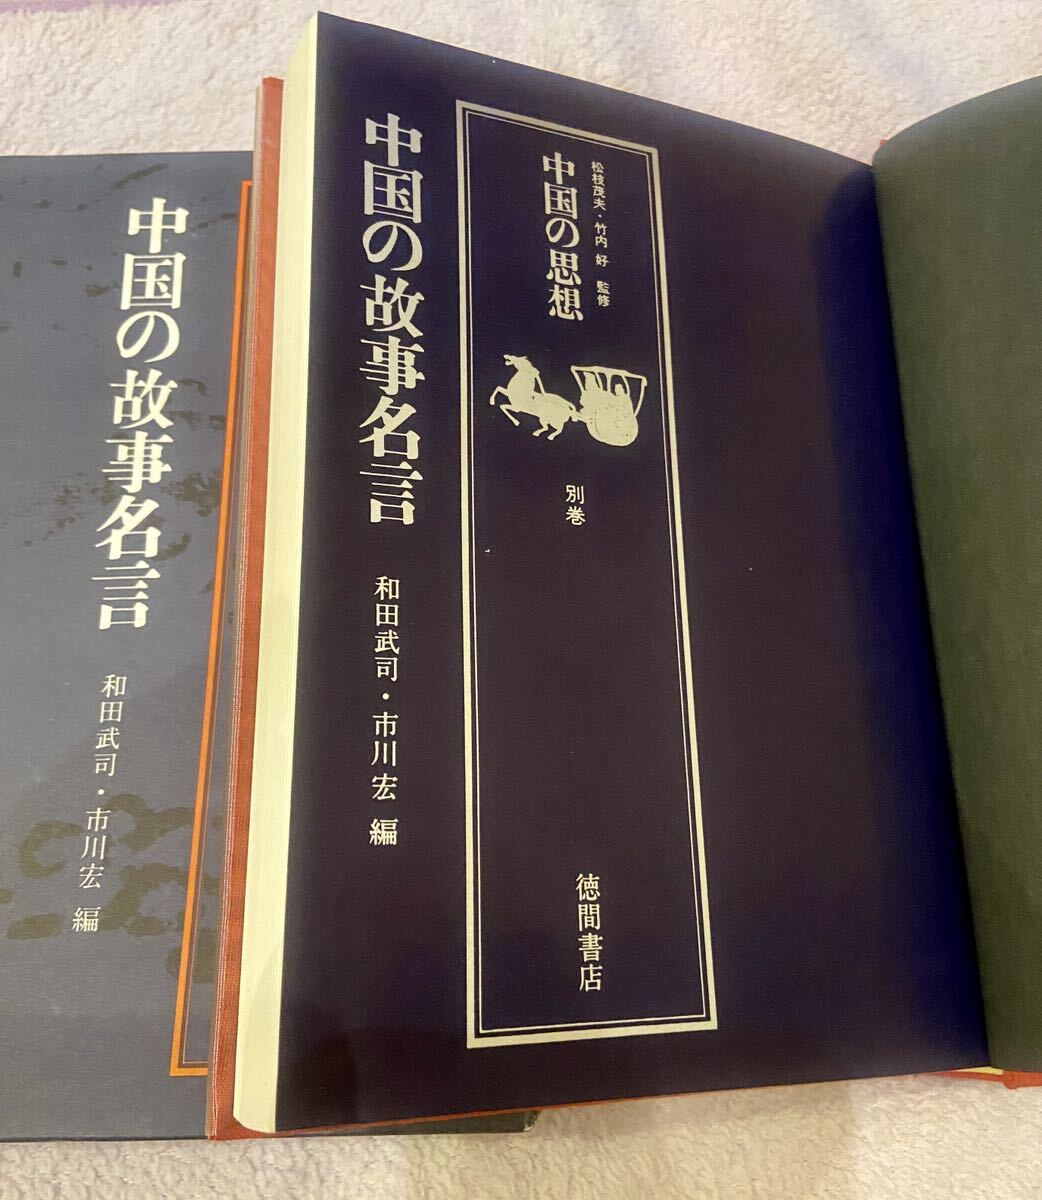 松枝茂夫・竹内 好 監修
中国の思想
別巻
徳間書店
中国の故事名言
和田武司・市川宏 編
中国の故事名言
和田武司・市川宏 編